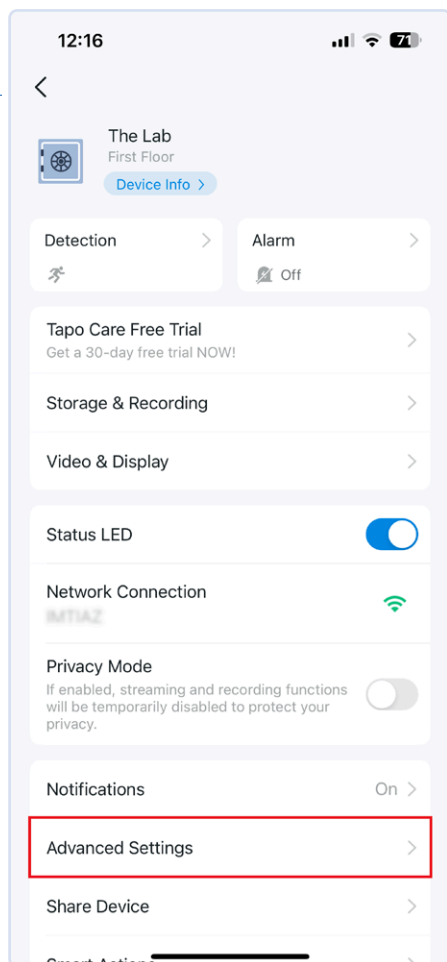 12:16
71
The Lab
First Floor
Device Info >
Detection
Alarm
Off
Tapo Care Free Trial
Get a 30-day free trial NOW!
Storage & Recording
Video & Display
Status LED
Network Connection
IMTIAZ
Privacy Mode
If enabled, streaming and recording functions
will be temporarily disabled to protect your
privacy.
Notifications
On
Advanced Settings
Share Device